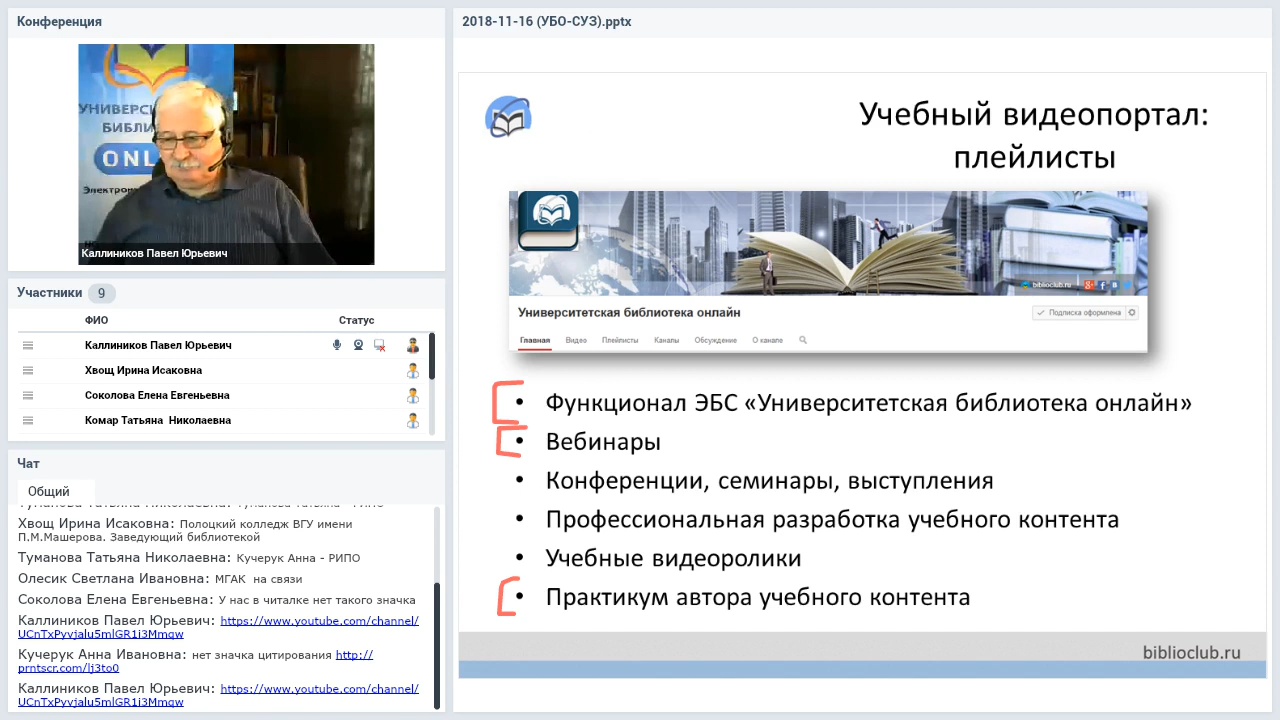 Конференция
УНИВЕРС
БИБЛИ
ONL
Электрон
Каллиников Павел Юрьевич
Участники 9
ФИО Статус
Каллиников Павел Юрьевич
Хвощ Ирина Исаковна
Соколова Елена Евгеньевна
Комар Татьяна Николаевна
Чат
Общий
Хвощ Ирина Исаковна: Полоцкий колледж ВГУ имени
П.М.Машерова. Заведующий библиотекой
Туманова Татьяна Николаевна: Кучерук Анна - РИПО
Олесик Светлана Ивановна: МГАК на связи
Соколова Елена Евгеньевна: У нас в читалке нет такого значка
Каллиников Павел Юрьевич: https://www.youtube.com/channel/
UCnTxPyvjalu5mlGR1i3Mmqw
Кучерук Анна Ивановна: нет значка цитирования http://
prntscr.com/lj3to0
Каллиников Павел Юрьевич: https://www.youtube.com/channel/
UCnTxPyvjalu5mlGR1i3Mmqw
2018-11-16 (УБО-СУЗ).pptx
Учебный видеопортал:
плейлисты
biblioclub.ru
Университетская библиотека онлайн
Подписка оформлена
Главная Видео Плейлисты Каналы Обсуждение О канале
• Функционал ЭБС «Университетская библиотека онлайн»
• Вебинары
• Конференции, семинары, выступления
• Профессиональная разработка учебного контента
• Учебные видеоролики
• Практикум автора учебного контента
biblioclub.ru